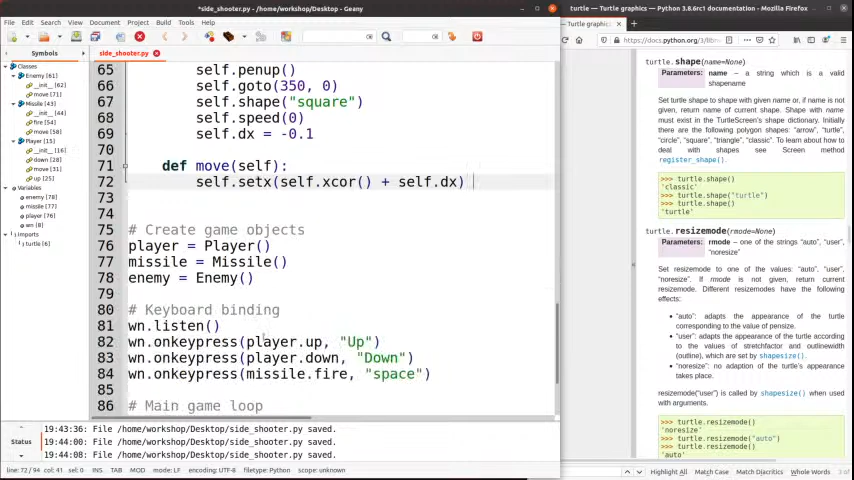 *side_shooter.py - /home/workshop/Desktop - Geany
File Edit Search View Document Project Build Tools Help
Symbols
Classes
Enemy [61]
__init__ [62]
move [71]
Missile [43]
__init__ [44]
fire [54]
move [58]
Player [15]
__init__ [16]
down [28]
move [31]
up [25]
Variables
enemy [78]
missile [77]
player [76]
wn [8]
Imports
turtle [6]
side_shooter.py
65 self.penup()
66 self.goto(350, 0)
67 self.shape("square")
68 self.speed(0)
69 self.dx = -0.1
70
71 def move(self):
72 self.setx(self.xcor() + self.dx)
73
74
75 # Create game objects
76 player = Player()
77 missile = Missile()
78 enemy = Enemy()
79
80 # Keyboard binding
81 wn.listen()
82 wn.onkeypress(player.up, "Up")
83 wn.onkeypress(player.down, "Down")
84 wn.onkeypress(missile.fire, "space")
85
86 # Main game loop
Status
19:43:36: File /home/workshop/Desktop/side_shooter.py saved.
19:44:00: File /home/workshop/Desktop/side_shooter.py saved.
19:44:08: File /home/workshop/Desktop/side_shooter.py saved.
line: 72 / 94 col: 41 sel: 0 INS TAB MOD mode: LF encoding: UTF-8 filetype: Python scope: unknown
turtle — Turtle graphics — Python 3.8.6rc1 documentation - Mozilla Firefox
— Turtle graphics
https://docs.python.org/3/libr
turtle.shape(name=None)
Parameters: name – a string which is a valid
shapename
Set turtle shape to shape with given name or, if name is not
given, return name of current shape. Shape with name
must exist in the TurtleScreen's shape dictionary. Initially
there are the following polygon shapes: "arrow", "turtle",
"circle", "square", "triangle", "classic". To learn about how
to deal with shapes see Screen method
register_shape().
>>> turtle.shape()
'classic'
>>> turtle.shape("turtle")
>>> turtle.shape()
'turtle'
turtle.resizemode(rmode=None)
Parameters: rmode – one of the strings "auto", "user",
"noresize"
Set resizemode to one of the values: "auto", "user",
"noresize". If rmode is not given, return current
resizemode. Different resizemodes have the following
effects:
"auto": adapts the appearance of the turtle
corresponding to the value of pensize.
"user": adapts the appearance of the turtle according
to the values of stretchfactor and outlinewidth
(outline), which are set by shapesize().
"noresize": no adaption of the turtle's appearance
takes place.
resizemode("user") is called by shapesize() when used
with arguments.
>>> turtle.resizemode()
'noresize'
>>> turtle.resizemode("auto")
>>> turtle.resizemode()
'auto'
Highlight All Match Case Match Diacritics Whole Words 3 of